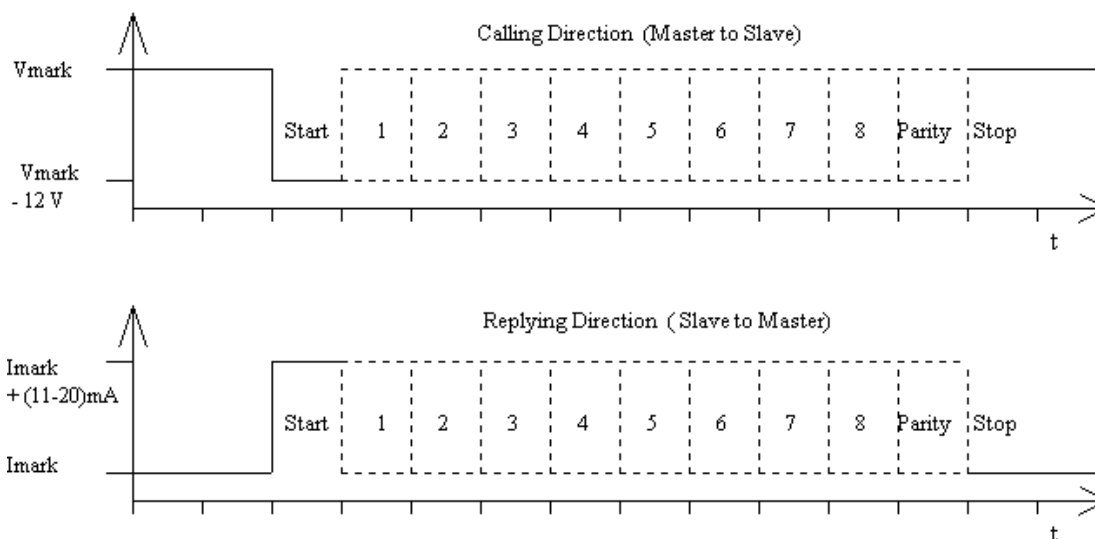 Calling Direction (Master to Slave)
Vmark
Start 1 2 3 4 5 6 7 8 Parity Stop
Vmark
- 12 V
t
Replying Direction ( Slave to Master)
Imark
+ (11-20)mA
Start 1 2 3 4 5 6 7 8 Parity Stop
Imark
t